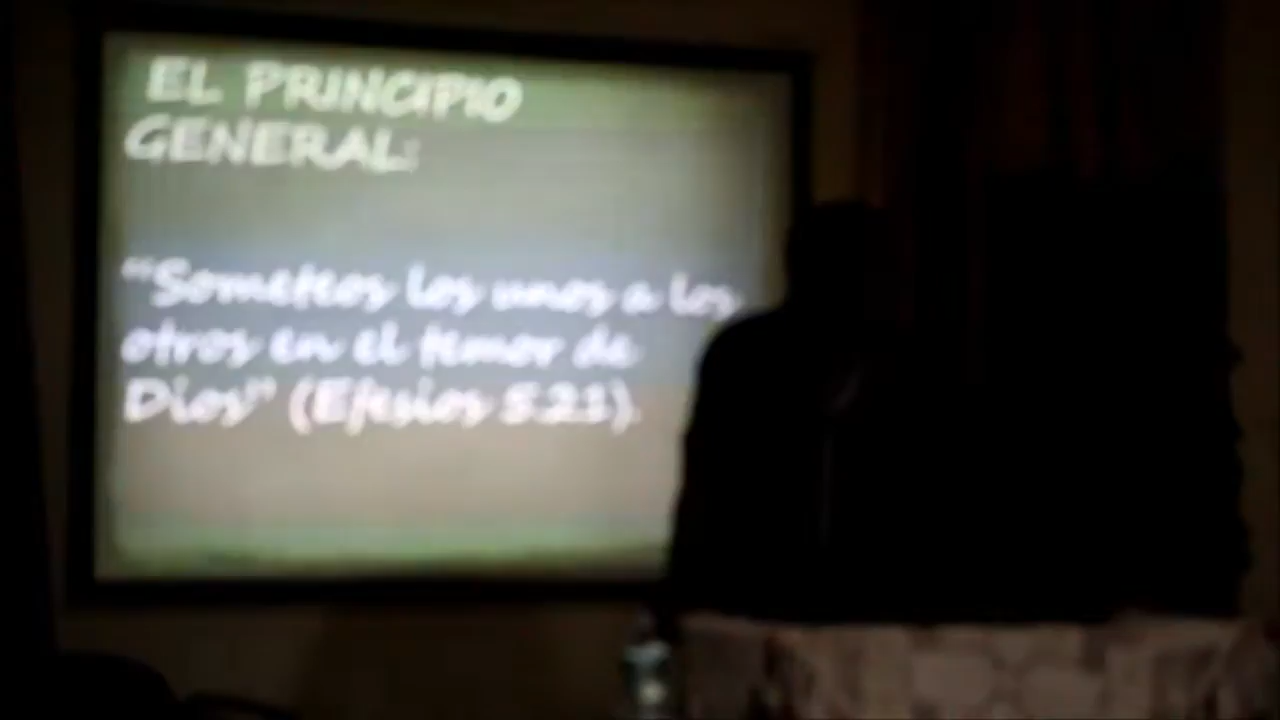 EL PRINCIPIO
GENERAL:
“Someteos los unos a los
otros en el temor de
Dios” (Efesios 5:21).